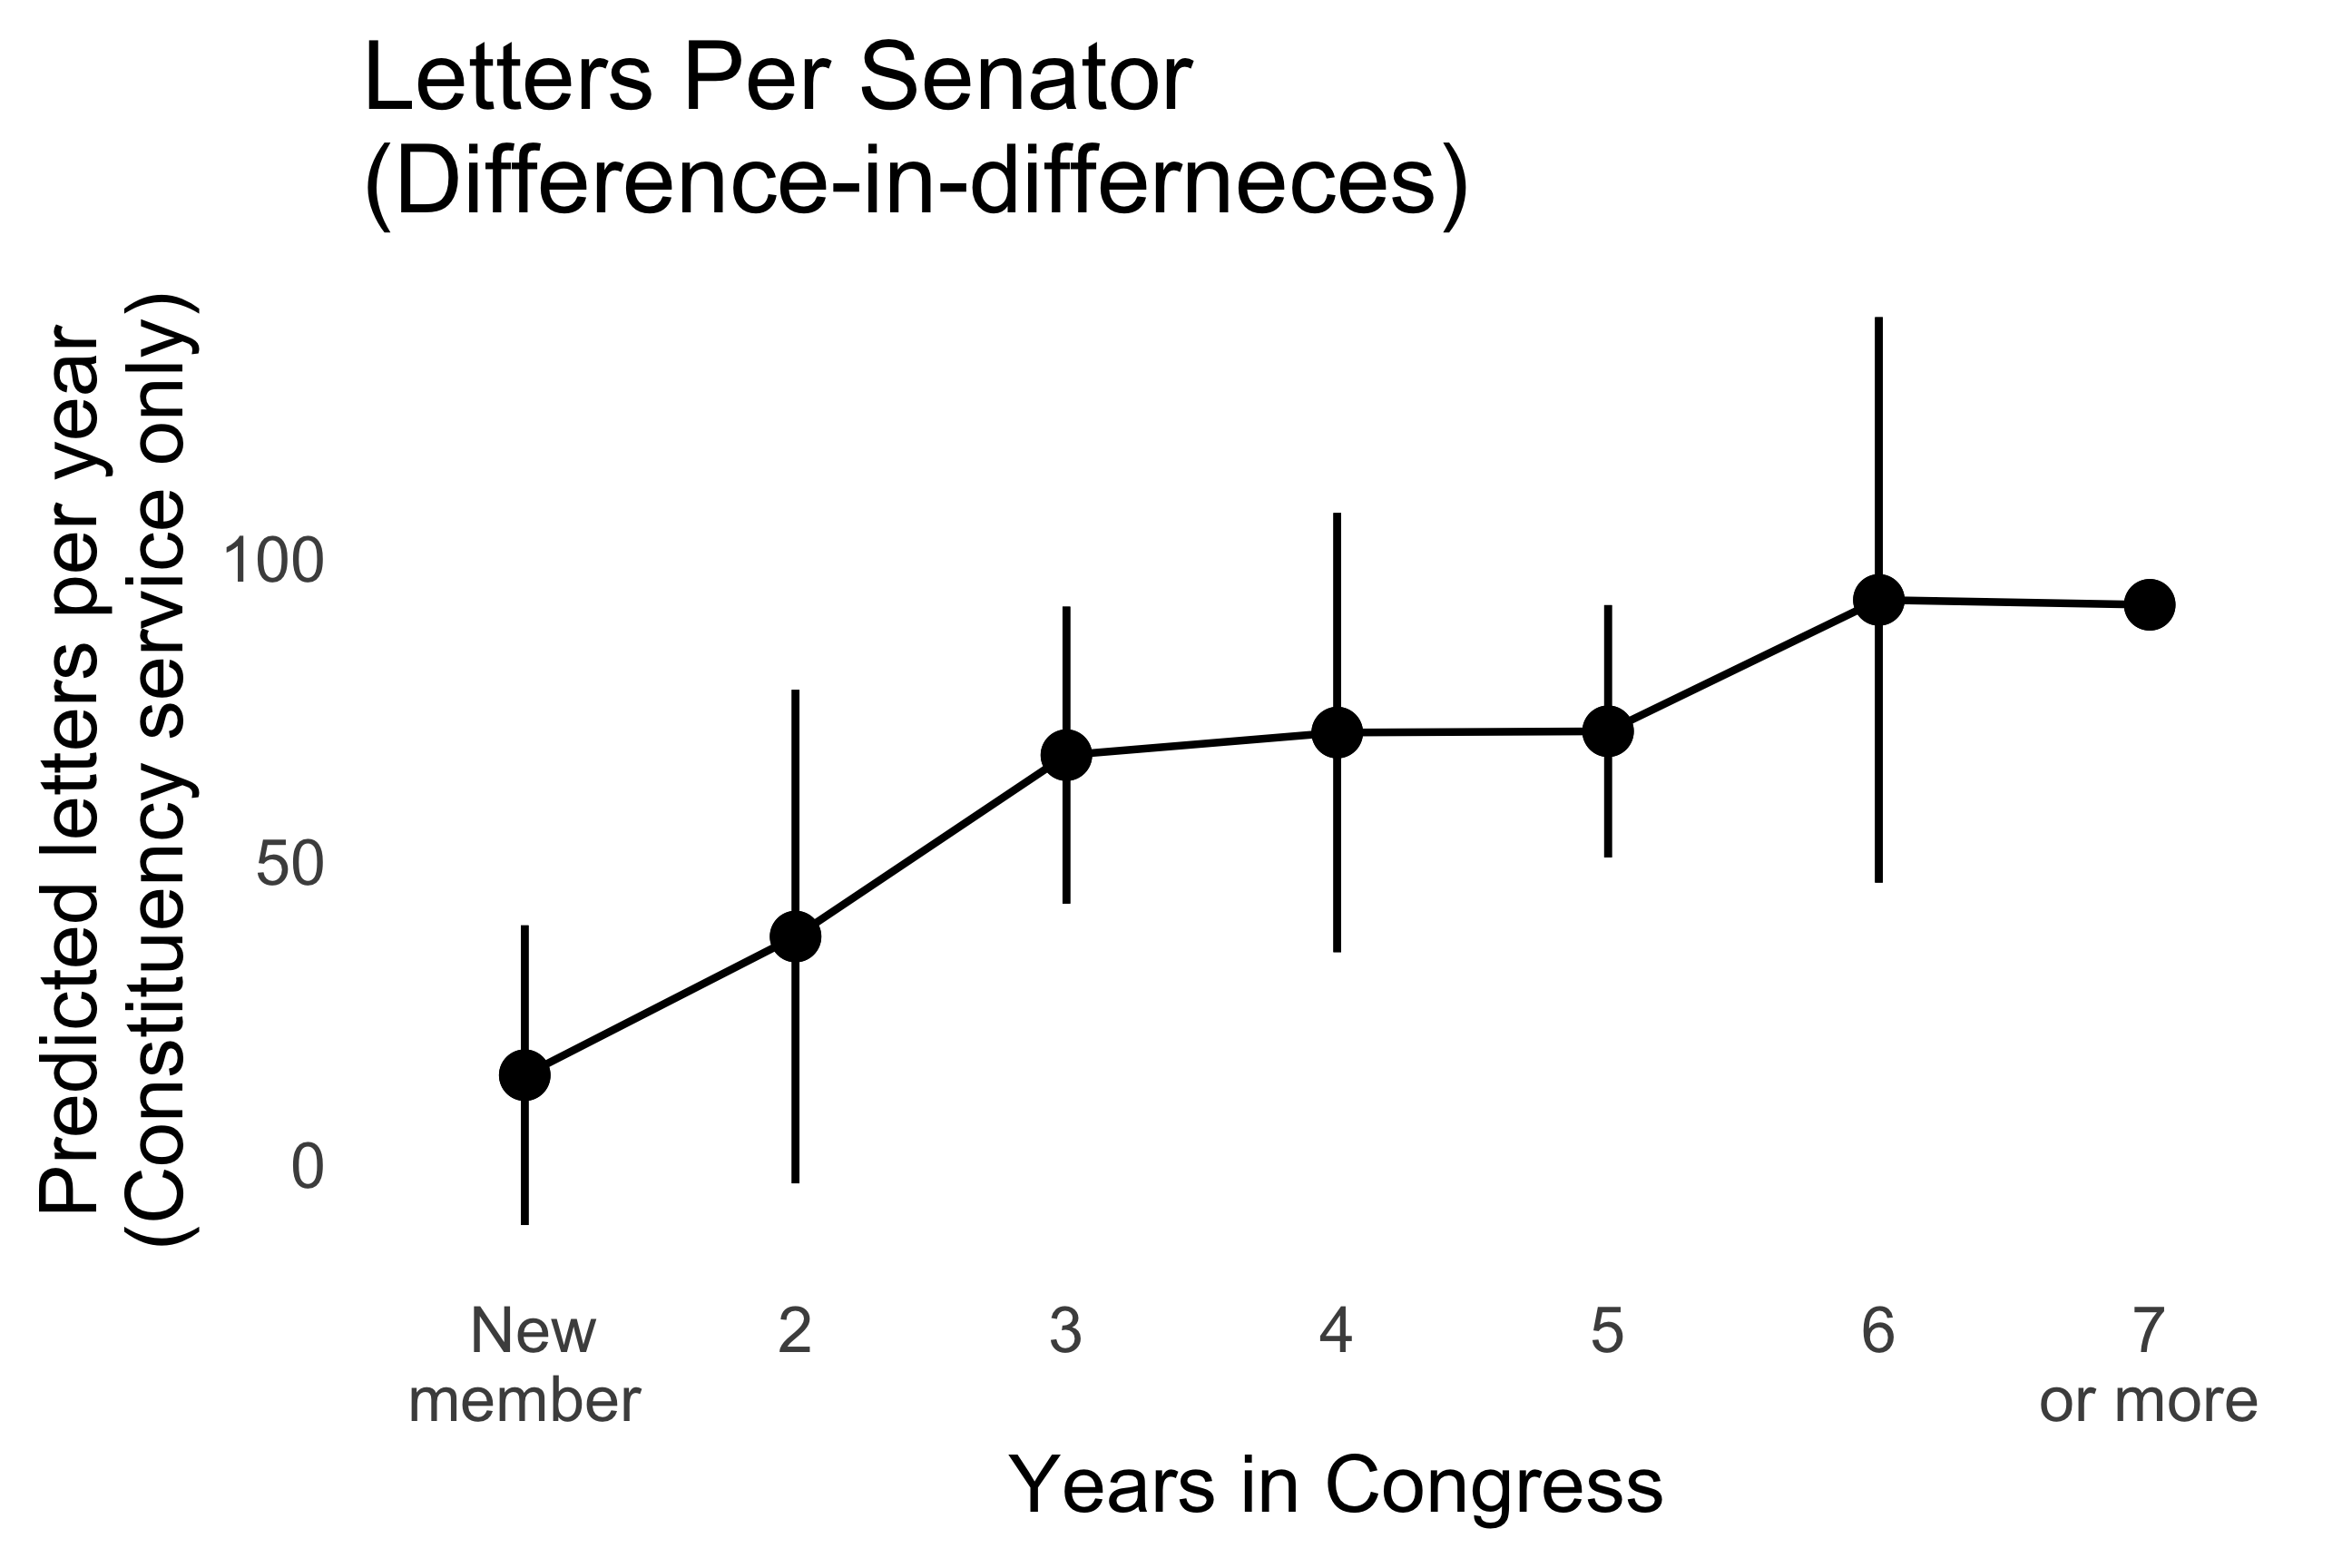 Letters Per Senator
(Difference-in-differneces)
Predicted letters per year
(Constituency service only)
100
50
0
New
member
2
3
4
5
6
7
or more
Years in Congress